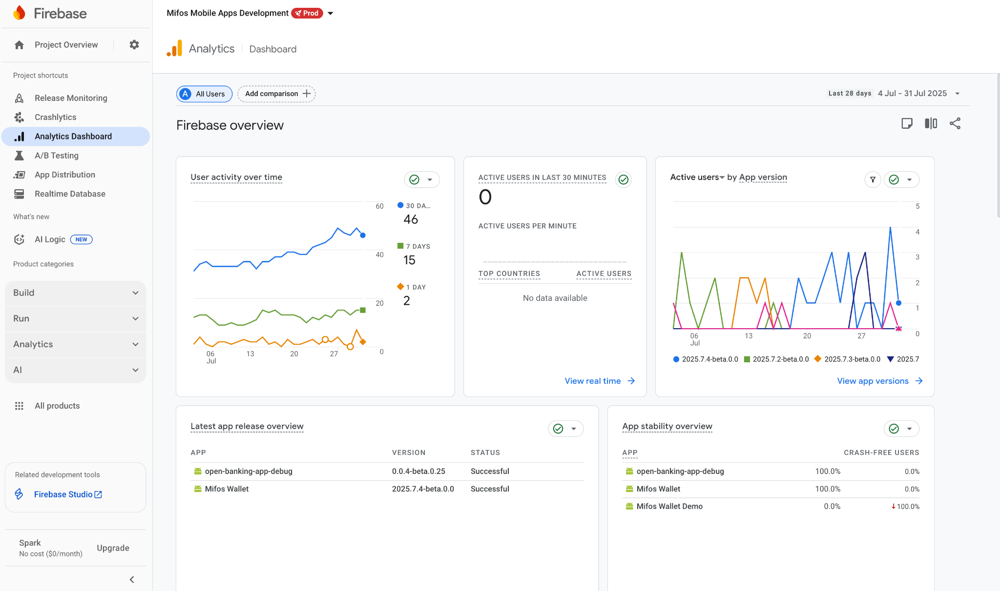 Firebase
Project Overview
Project shortcuts
Release Monitoring
Crashlytics
Analytics Dashboard
A/B Testing
App Distribution
Realtime Database
What's new
AI Logic NEW
Product categories
Build
Run
Analytics
AI
All products
Related development tools
Firebase Studio
Spark
No cost ($0/month)
Upgrade
Mifos Mobile Apps Development Prod
Analytics Dashboard
A All Users Add comparison
Last 28 days 4 Jul - 31 Jul 2025
Firebase overview
User activity over time
60
40
20
0
06 13 20 27
Jul
30 DA...
46
7 DAYS
15
1 DAY
2
ACTIVE USERS IN LAST 30 MINUTES
0
ACTIVE USERS PER MINUTE
TOP COUNTRIES ACTIVE USERS
No data available
View real time
Active users by App version
5
4
3
2
1
0
06 13 20 27
Jul
2025.7.4-beta.0.0 2025.7.2-beta.0.0 2025.7.3-beta.0.0 2025.7
View app versions
Latest app release overview
APP VERSION STATUS
open-banking-app-debug 0.0.4-beta.0.25 Successful
Mifos Wallet 2025.7.4-beta.0.0 Successful
App stability overview
APP CRASH-FREE USERS
open-banking-app-debug 100.0% 0.0%
Mifos Wallet 100.0% 0.0%
Mifos Wallet Demo 0.0% 100.0%